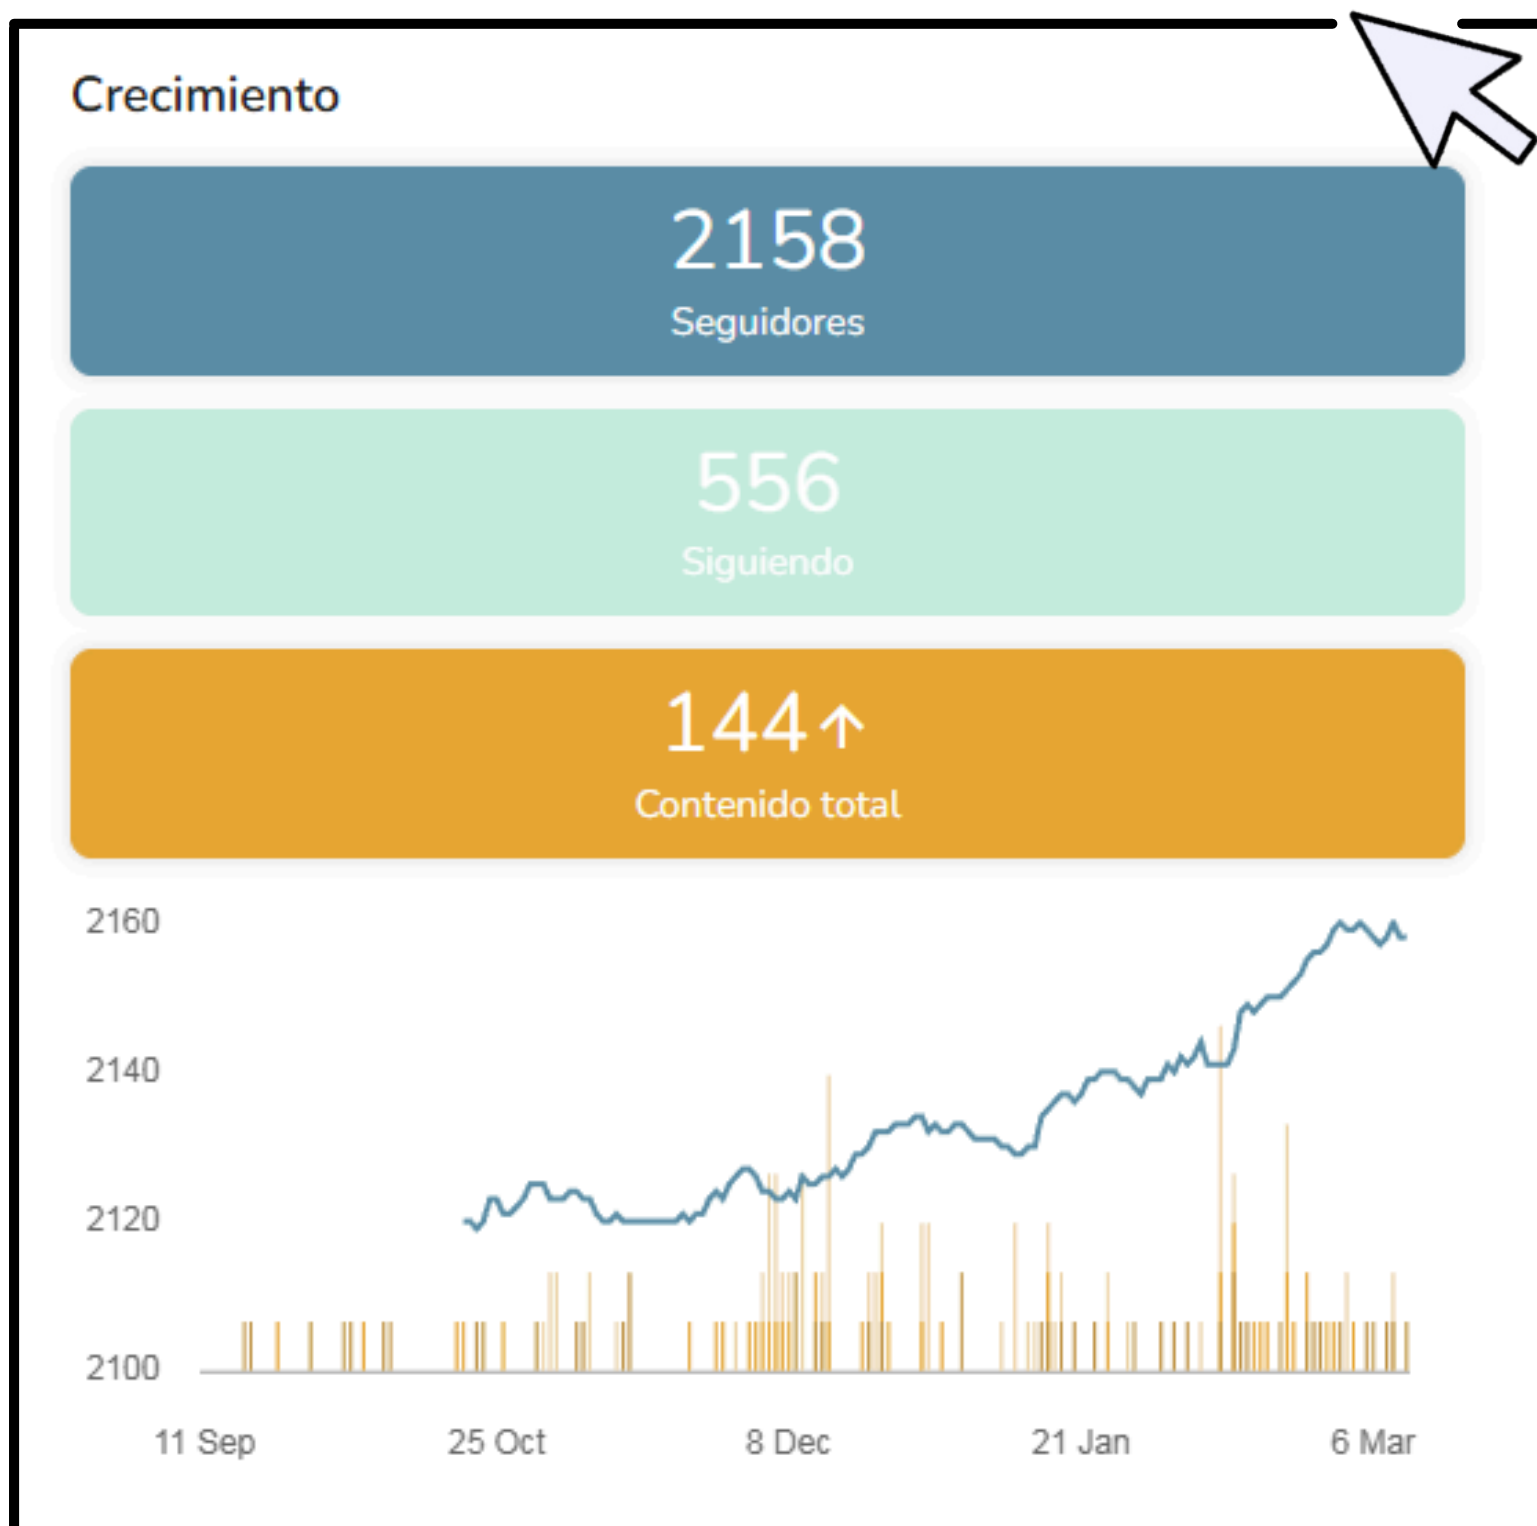 Crecimiento
2158
Seguidores
556
Siguiendo
144↑
Contenido total
2160
2140
2120
2100
11 Sep 25 Oct 8 Dec 21 Jan 6 Mar